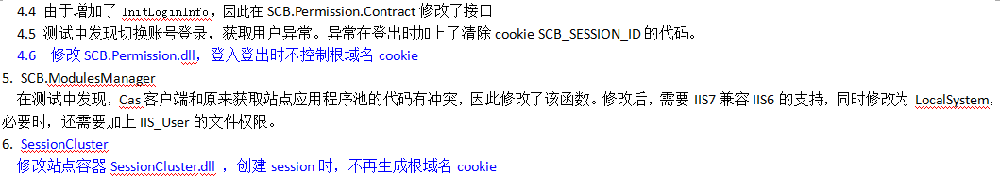 4.4 由于增加了 InitLoginInfo，因此在 SCB.Permission.Contract 修改了接口
4.5 测试中发现切换账号登录，获取用户异常。异常在登出时加上了清除 cookie SCB_SESSION_ID 的代码。
4.6 修改 SCB.Permission.dll，登入登出时不控制根域名 cookie
5. SCB.ModulesManager
在测试中发现，Cas 客户端和原来获取站点应用程序池的代码有冲突，因此修改了该函数。修改后，需要 IIS7 兼容 IIS6 的支持，同时修改为 LocalSystem，
必要时，还需要加上 IIS_User 的文件权限。
6. SessionCluster
修改站点容器 SessionCluster.dll ，创建 session 时，不再生成根域名 cookie